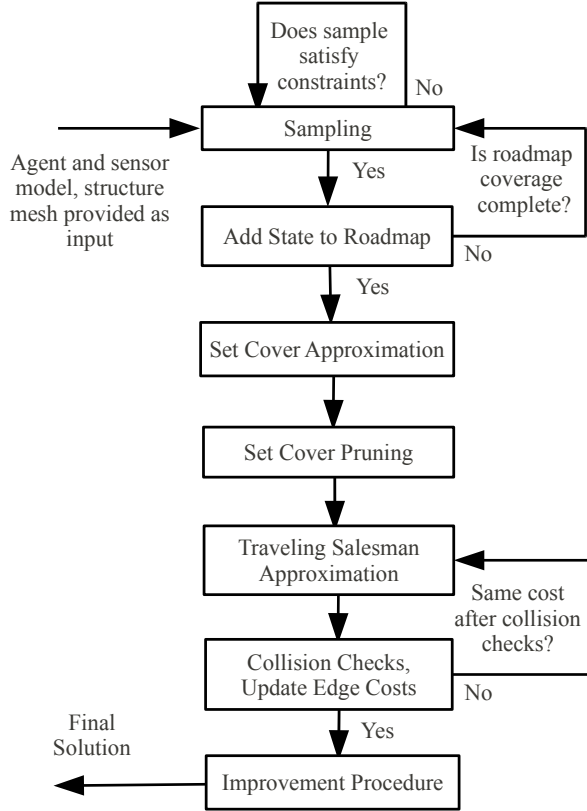 Does sample
satisfy
constraints?
No
Sampling
Agent and sensor
model, structure
mesh provided as
input
Yes
Is roadmap
coverage
complete?
Add State to Roadmap
No
Yes
Set Cover Approximation
Set Cover Pruning
Traveling Salesman
Approximation
Same cost
after collision
checks?
Collision Checks,
Update Edge Costs
No
Yes
Final
Solution
Improvement Procedure